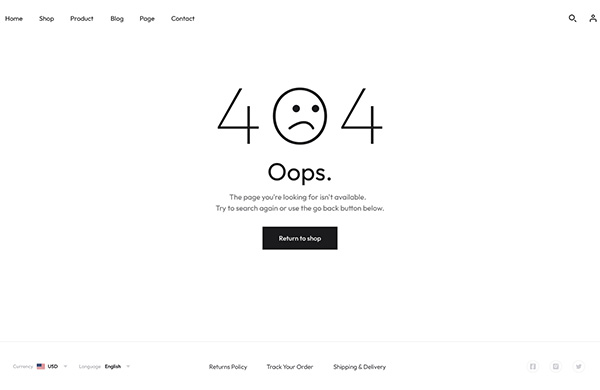 Home Shop Product Blog Page Contact
4 4
Oops.
The page you're looking for isn't available.
Try to search again or use the go back button below.
Return to shop
Currency USD Language English Returns Policy Track Your Order Shipping & Delivery